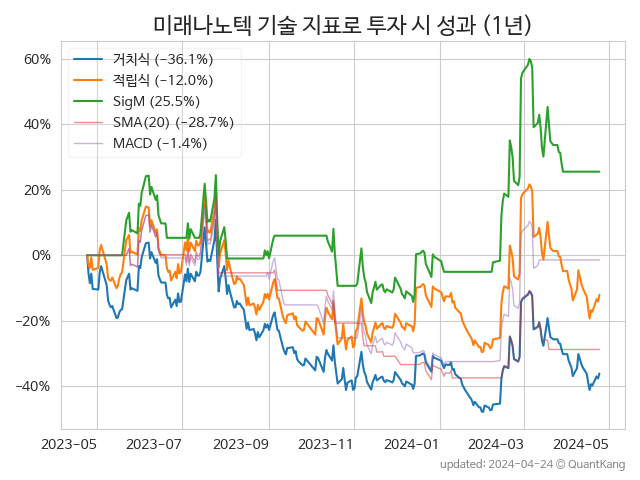 미래나노텍 기술 지표로 투자 시 성과 (1년)
60%
40%
20%
0%
−20%
−40%
거치식 (−36.1%)
적립식 (−12.0%)
SigM (25.5%)
SMA(20) (−28.7%)
MACD (−1.4%)
2023-05 2023-07 2023-09 2023-11 2024-01 2024-03 2024-05
updated: 2024-04-24 © QuantKang